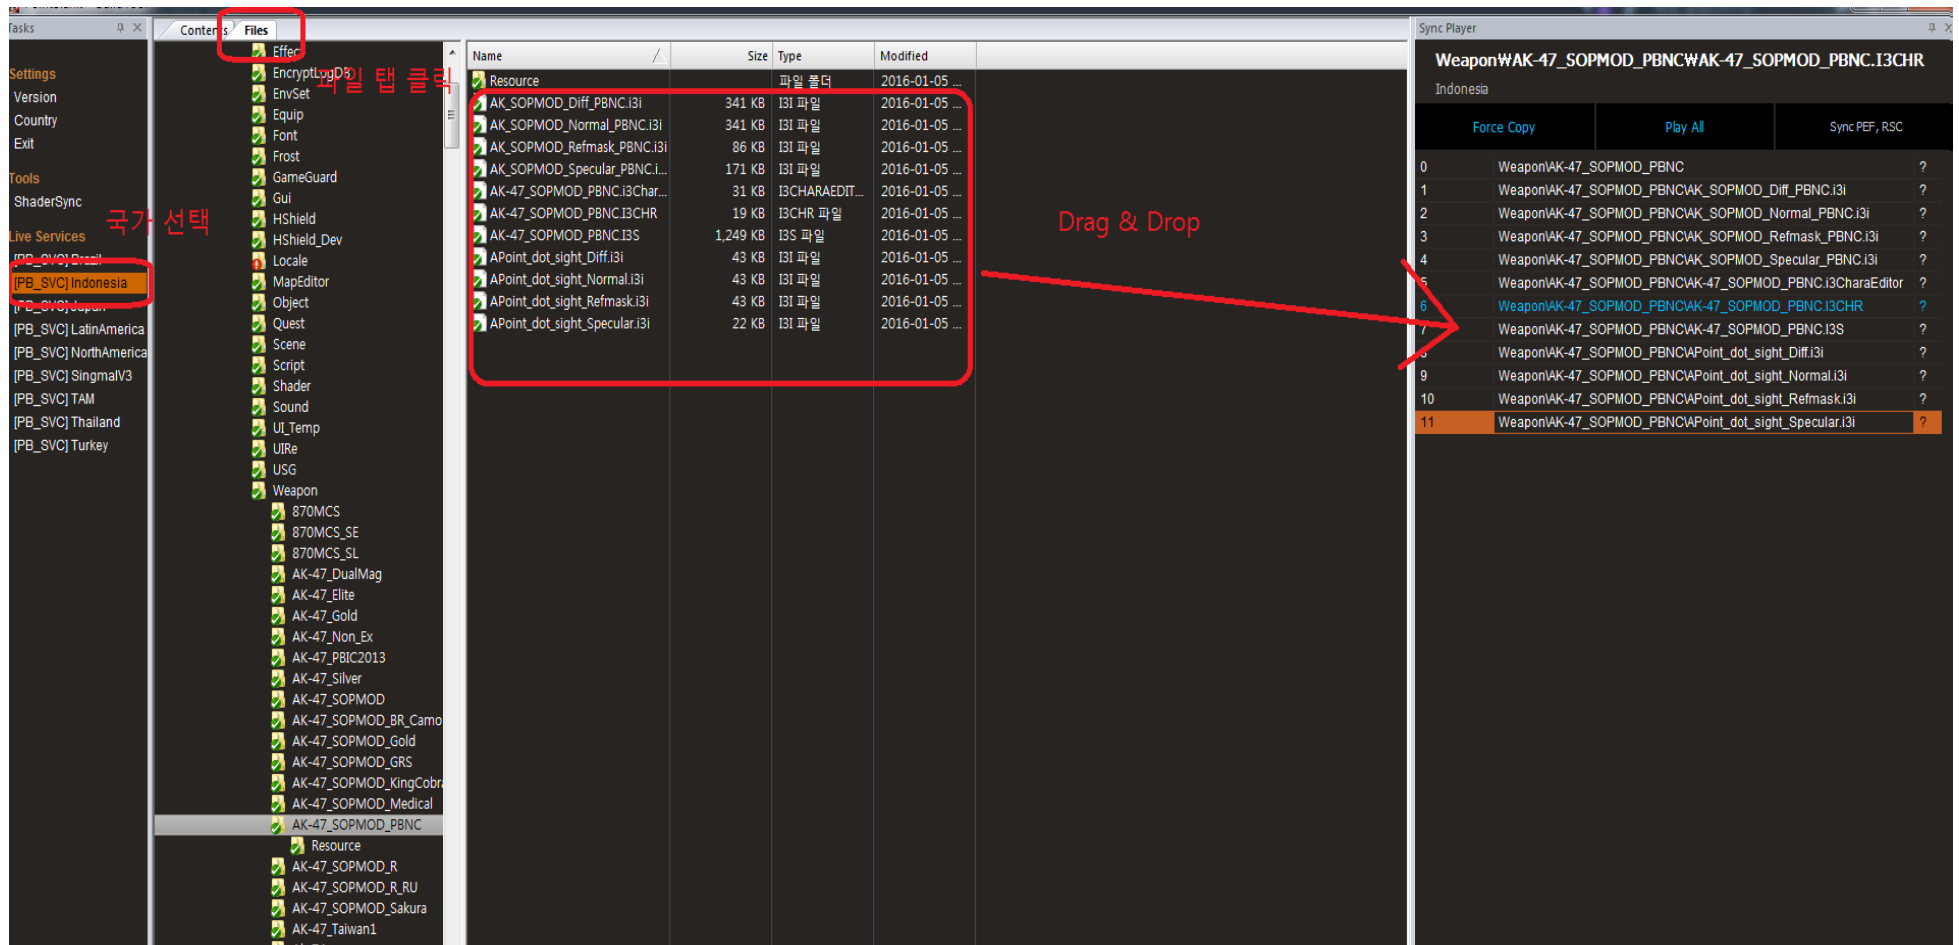 Tasks
Settings
Version
Country
Exit
Tools
ShaderSync
국가 선택
Live Services
[PB_SVC] Brazil
[PB_SVC] Indonesia
[PB_SVC] Japan
[PB_SVC] LatinAmerica
[PB_SVC] NorthAmerica
[PB_SVC] SingmalV3
[PB_SVC] TAM
[PB_SVC] Thailand
[PB_SVC] Turkey
Contents Files
파일 탭 클릭
Effect
EncryptLogDB
EnvSet
Equip
Font
Frost
GameGuard
Gui
HShield
HShield_Dev
Locale
MapEditor
Object
Quest
Scene
Script
Shader
Sound
UI_Temp
UIRe
USG
Weapon
870MCS
870MCS_SE
870MCS_SL
AK-47_DualMag
AK-47_Elite
AK-47_Gold
AK-47_Non_Ex
AK-47_PBIC2013
AK-47_Silver
AK-47_SOPMOD
AK-47_SOPMOD_BR_Camo
AK-47_SOPMOD_Gold
AK-47_SOPMOD_GRS
AK-47_SOPMOD_KingCobra
AK-47_SOPMOD_Medical
AK-47_SOPMOD_PBNC
Resource
AK-47_SOPMOD_R
AK-47_SOPMOD_R_RU
AK-47_SOPMOD_Sakura
AK-47_Taiwan1
Name Size Type Modified
Resource 파일 폴더 2016-01-05 ...
AK_SOPMOD_Diff_PBNC.i3i 341 KB I3I 파일 2016-01-05 ...
AK_SOPMOD_Normal_PBNC.i3i 341 KB I3I 파일 2016-01-05 ...
AK_SOPMOD_Refmask_PBNC.i3i 86 KB I3I 파일 2016-01-05 ...
AK_SOPMOD_Specular_PBNC.i... 171 KB I3I 파일 2016-01-05 ...
AK-47_SOPMOD_PBNC.i3Char... 31 KB I3CHARAEDIT... 2016-01-05 ...
AK-47_SOPMOD_PBNC.I3CHR 19 KB I3CHR 파일 2016-01-05 ...
AK-47_SOPMOD_PBNC.I3S 1,249 KB I3S 파일 2016-01-05 ...
APoint_dot_sight_Diff.i3i 43 KB I3I 파일 2016-01-05 ...
APoint_dot_sight_Normal.i3i 43 KB I3I 파일 2016-01-05 ...
APoint_dot_sight_Refmask.i3i 43 KB I3I 파일 2016-01-05 ...
APoint_dot_sight_Specular.i3i 22 KB I3I 파일 2016-01-05 ...
Drag & Drop
Sync Player
Weapon₩AK-47_SOPMOD_PBNC₩AK-47_SOPMOD_PBNC.I3CHR
Indonesia
Force Copy Play All Sync PEF, RSC
0 Weapon\AK-47_SOPMOD_PBNC ?
1 Weapon\AK-47_SOPMOD_PBNC\AK_SOPMOD_Diff_PBNC.i3i ?
2 Weapon\AK-47_SOPMOD_PBNC\AK_SOPMOD_Normal_PBNC.i3i ?
3 Weapon\AK-47_SOPMOD_PBNC\AK_SOPMOD_Refmask_PBNC.i3i ?
4 Weapon\AK-47_SOPMOD_PBNC\AK_SOPMOD_Specular_PBNC.i3i ?
5 Weapon\AK-47_SOPMOD_PBNC\AK-47_SOPMOD_PBNC.i3CharaEditor ?
6 Weapon\AK-47_SOPMOD_PBNC\AK-47_SOPMOD_PBNC.I3CHR ?
7 Weapon\AK-47_SOPMOD_PBNC\AK-47_SOPMOD_PBNC.I3S ?
8 Weapon\AK-47_SOPMOD_PBNC\APoint_dot_sight_Diff.i3i ?
9 Weapon\AK-47_SOPMOD_PBNC\APoint_dot_sight_Normal.i3i ?
10 Weapon\AK-47_SOPMOD_PBNC\APoint_dot_sight_Refmask.i3i ?
11 Weapon\AK-47_SOPMOD_PBNC\APoint_dot_sight_Specular.i3i ?